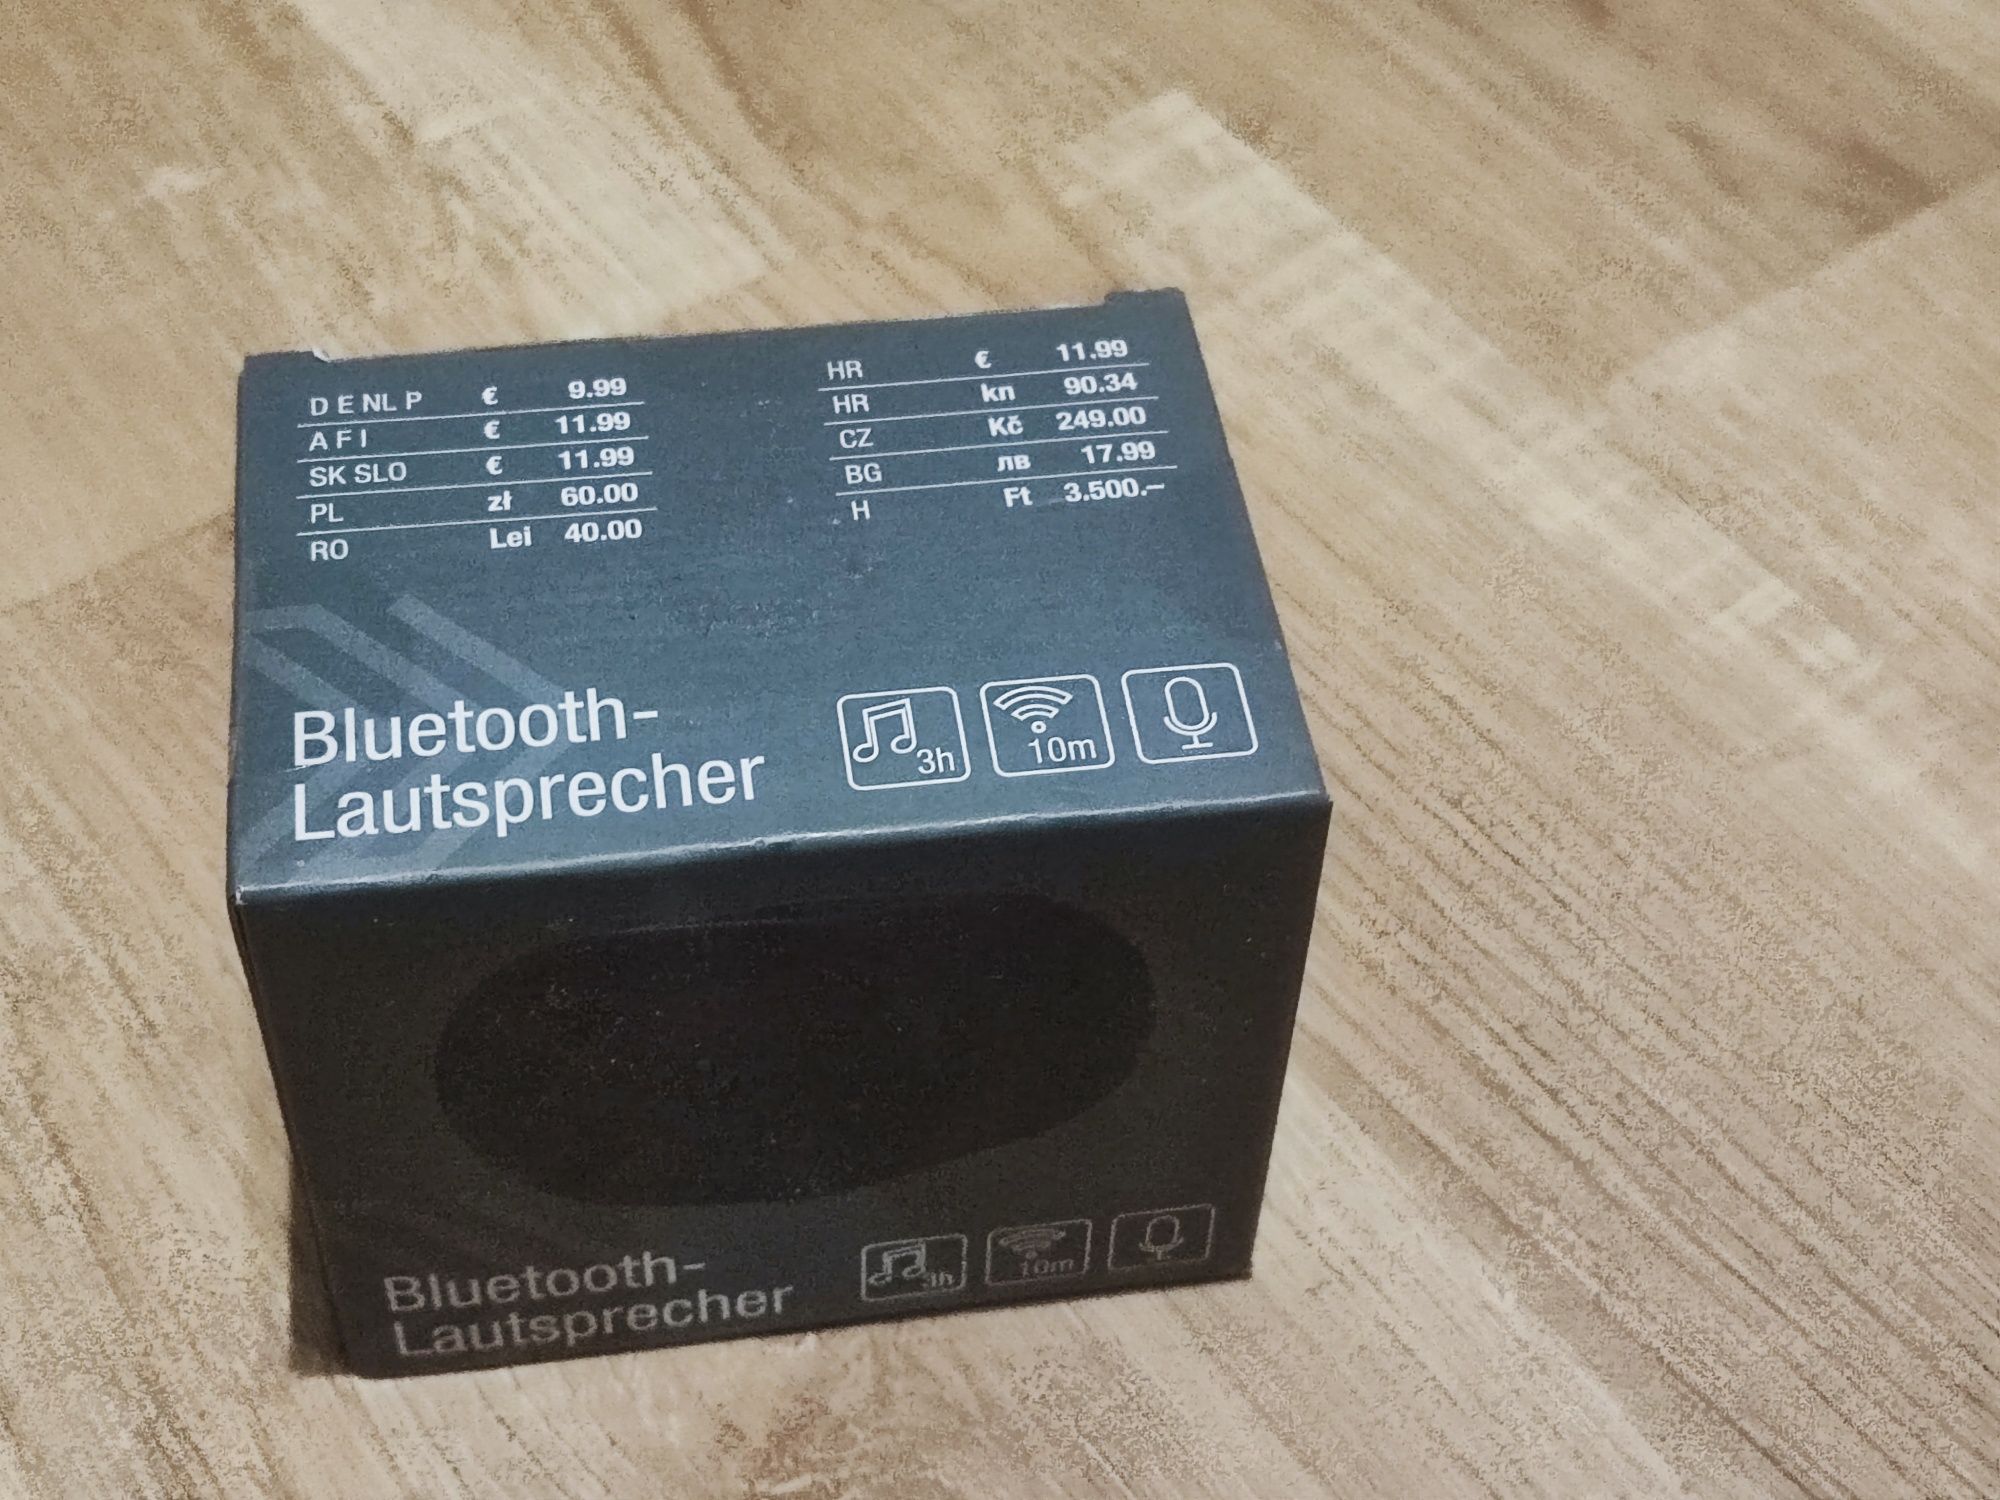 D E NL P € 9.99
A F I € 11.99
SK SLO € 11.99
PL zł 60.00
RO Lei 40.00
HR € 11.99
HR kn 90.34
CZ Kč 249.00
BG лв 17.99
H Ft 3.500.–
Bluetooth-
Lautsprecher
3h
10m
Bluetooth-
Lautsprecher
3h
10m